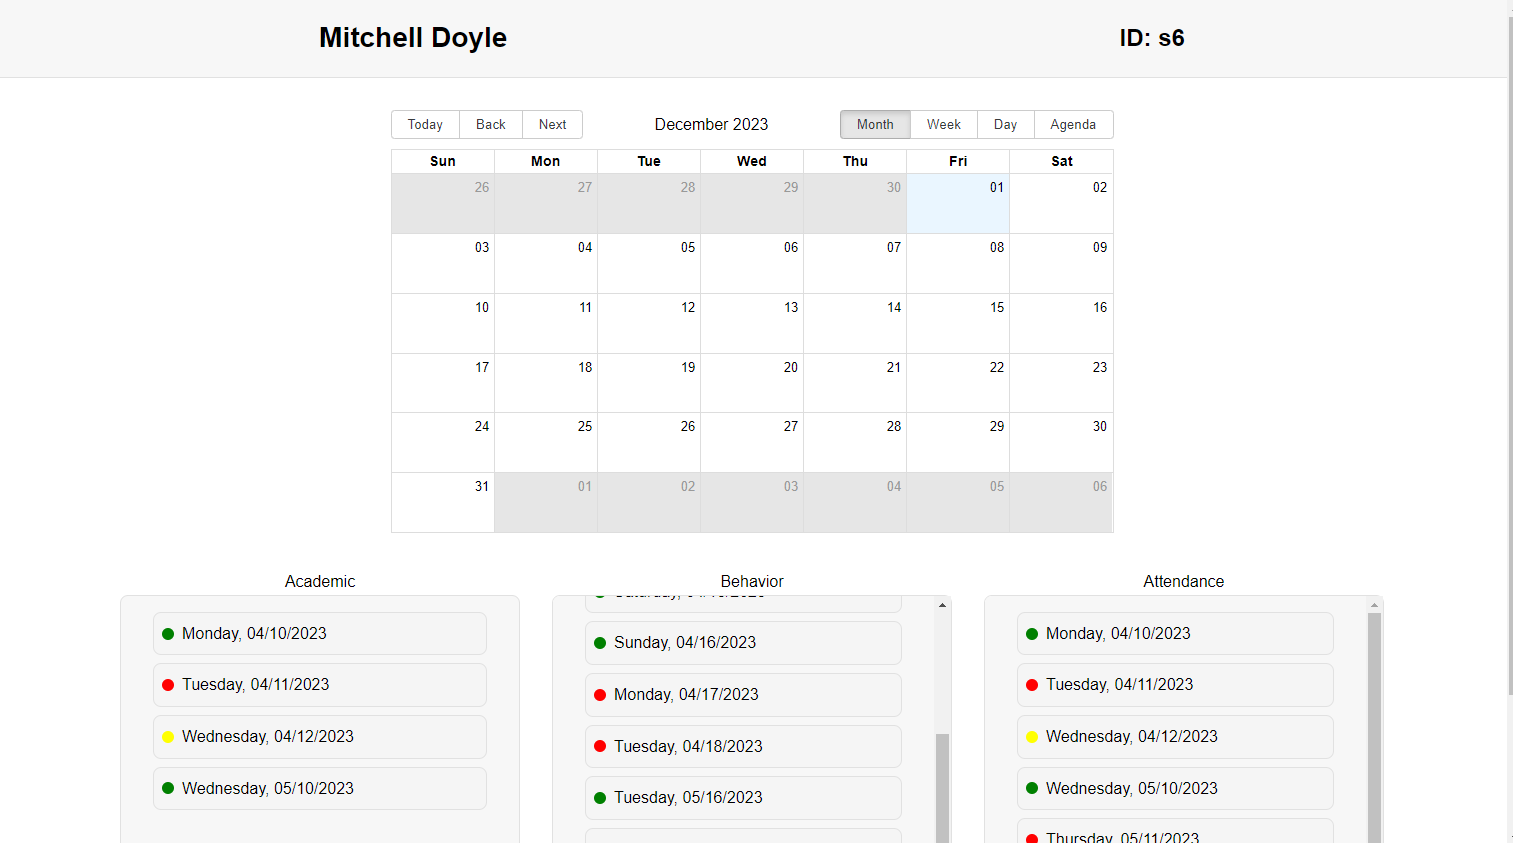 Mitchell Doyle ID: s6
Today Back Next December 2023 Month Week Day Agenda
Sun Mon Tue Wed Thu Fri Sat
26 27 28 29 30 01 02
03 04 05 06 07 08 09
10 11 12 13 14 15 16
17 18 19 20 21 22 23
24 25 26 27 28 29 30
31 01 02 03 04 05 06
Academic
Monday, 04/10/2023
Tuesday, 04/11/2023
Wednesday, 04/12/2023
Wednesday, 05/10/2023
Behavior
Sunday, 04/16/2023
Monday, 04/17/2023
Tuesday, 04/18/2023
Tuesday, 05/16/2023
Attendance
Monday, 04/10/2023
Tuesday, 04/11/2023
Wednesday, 04/12/2023
Wednesday, 05/10/2023
Thursday, 05/11/2023